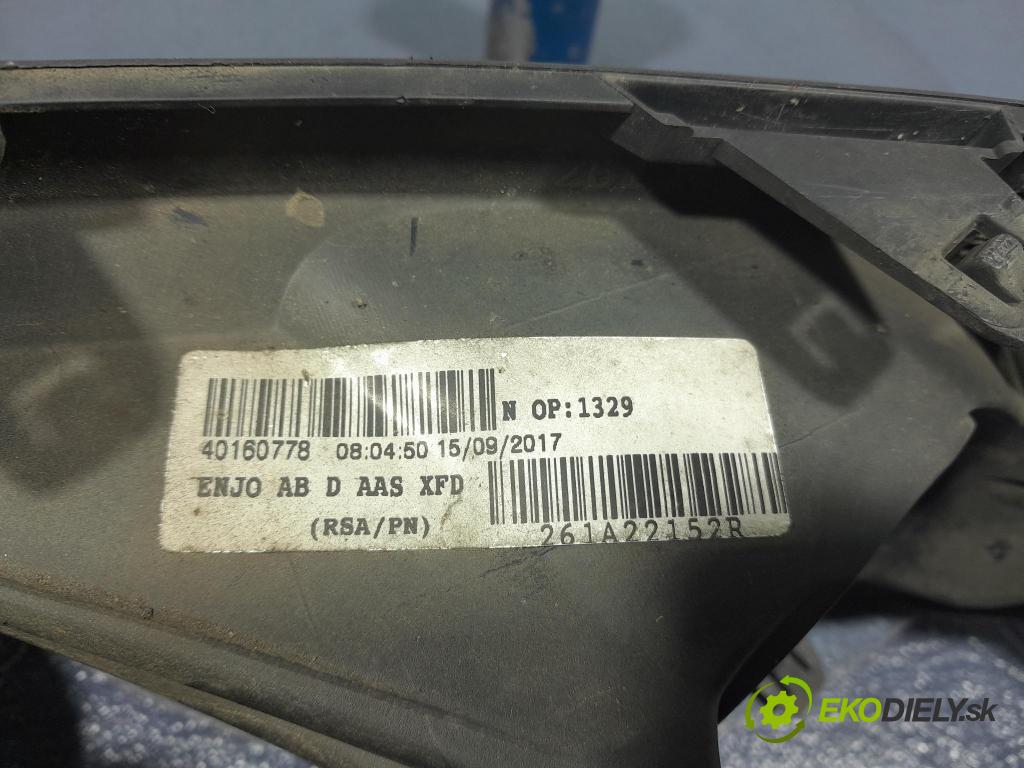 N OP:1329
40160778 08:04:50 15/09/2017
ENJO AB D AAS XFD
(RSA/PN)
261A22152R
EKODIELY.sk